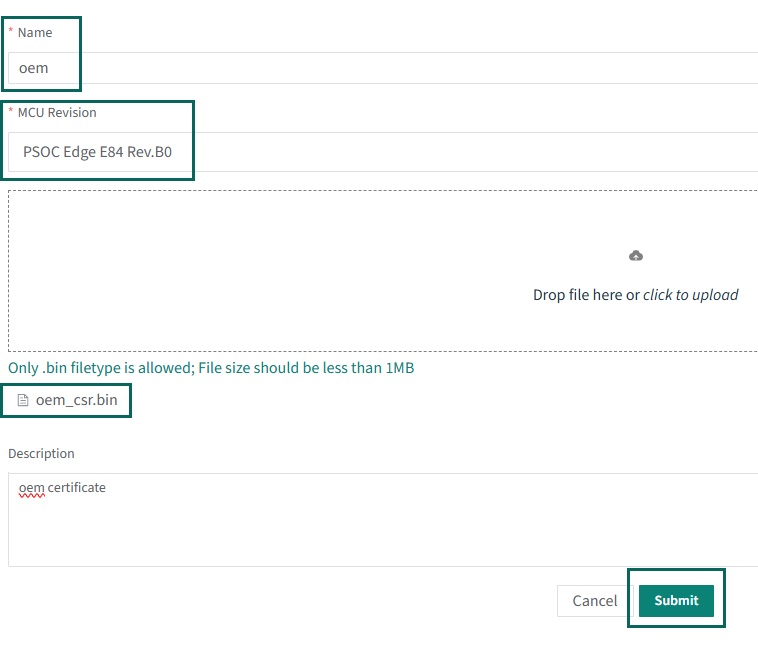 * Name
oem
* MCU Revision
PSOC Edge E84 Rev.B0
Drop file here or click to upload
Only .bin filetype is allowed; File size should be less than 1MB
oem_csr.bin
Description
oem certificate
Cancel Submit